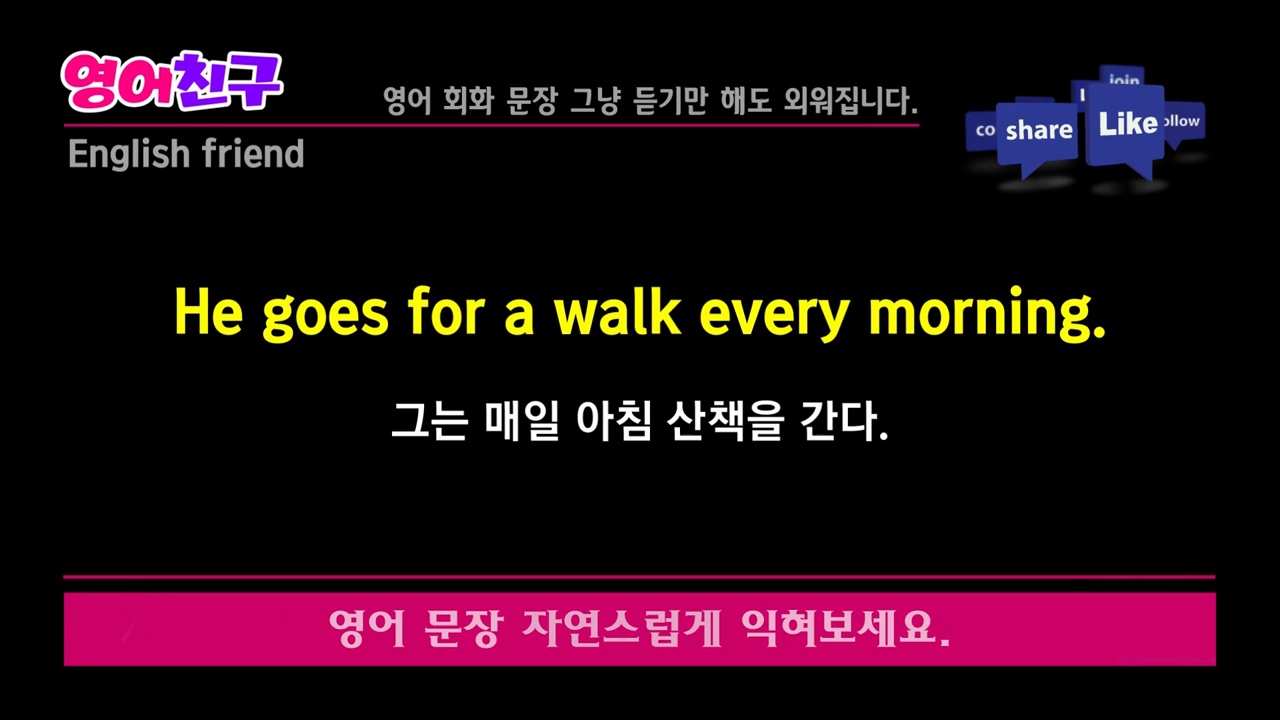 영어친구
영어 회화 문장 그냥 듣기만 해도 외워집니다.
English friend
join
share
Like
He goes for a walk every morning.
그는 매일 아침 산책을 간다.
영어 문장 자연스럽게 익혀보세요.